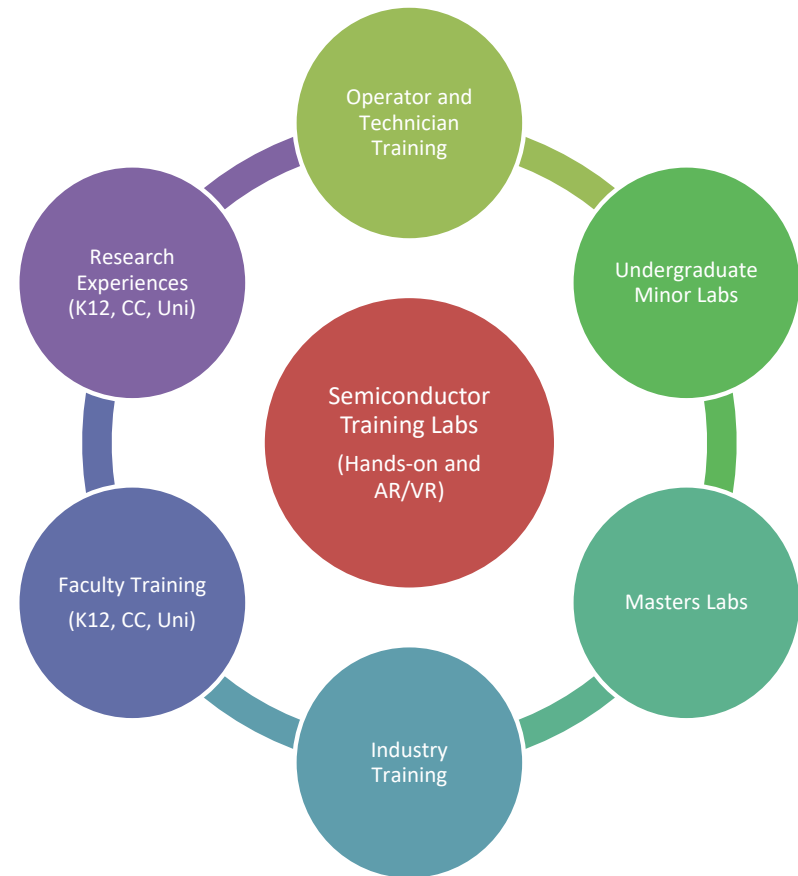 Operator and
Technician
Training
Undergraduate
Minor Labs
Masters Labs
Industry
Training
Faculty Training
(K12, CC, Uni)
Research
Experiences
(K12, CC, Uni)
Semiconductor
Training Labs
(Hands-on and
AR/VR)